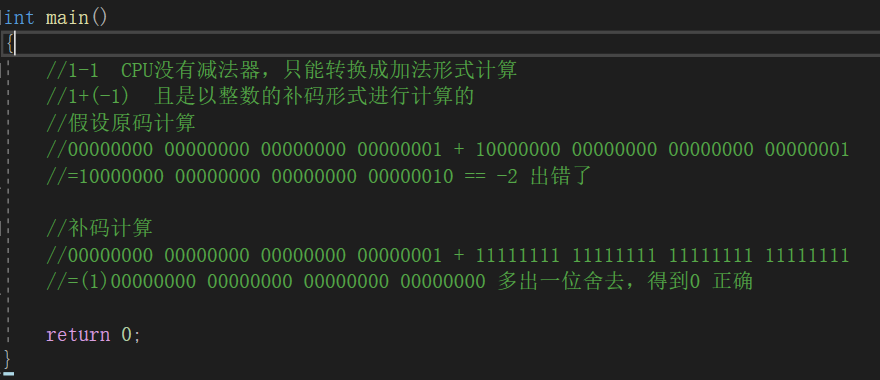 int main()
{
//1-1  CPU没有减法器，只能转换成加法形式计算
//1+(-1)  且是以整数的补码形式进行计算的
//假设原码计算
//00000000 00000000 00000000 00000001 + 10000000 00000000 00000000 00000001
//=10000000 00000000 00000000 00000010 == -2 出错了
//补码计算
//00000000 00000000 00000000 00000001 + 11111111 11111111 11111111 11111111
//=(1)00000000 00000000 00000000 00000000 多出一位舍去，得到0 正确
return 0;
}